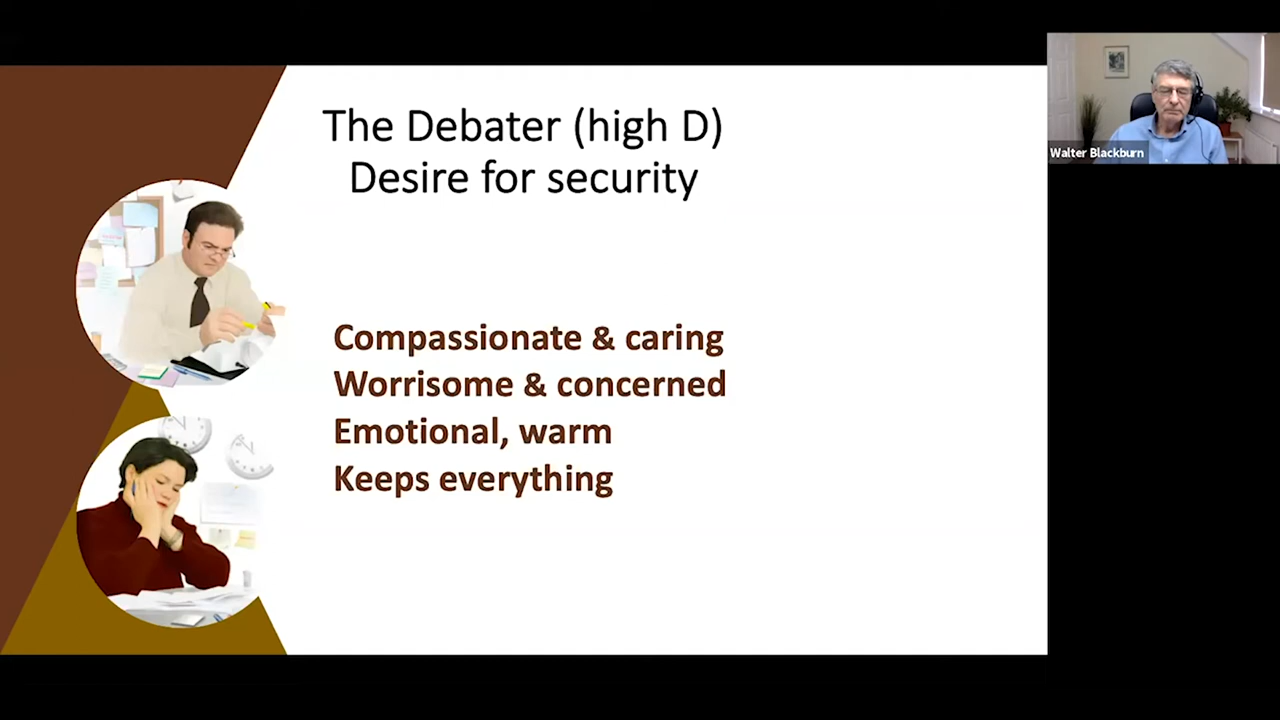 The Debater (high D)
Desire for security
Compassionate & caring
Worrisome & concerned
Emotional, warm
Keeps everything
Walter Blackburn